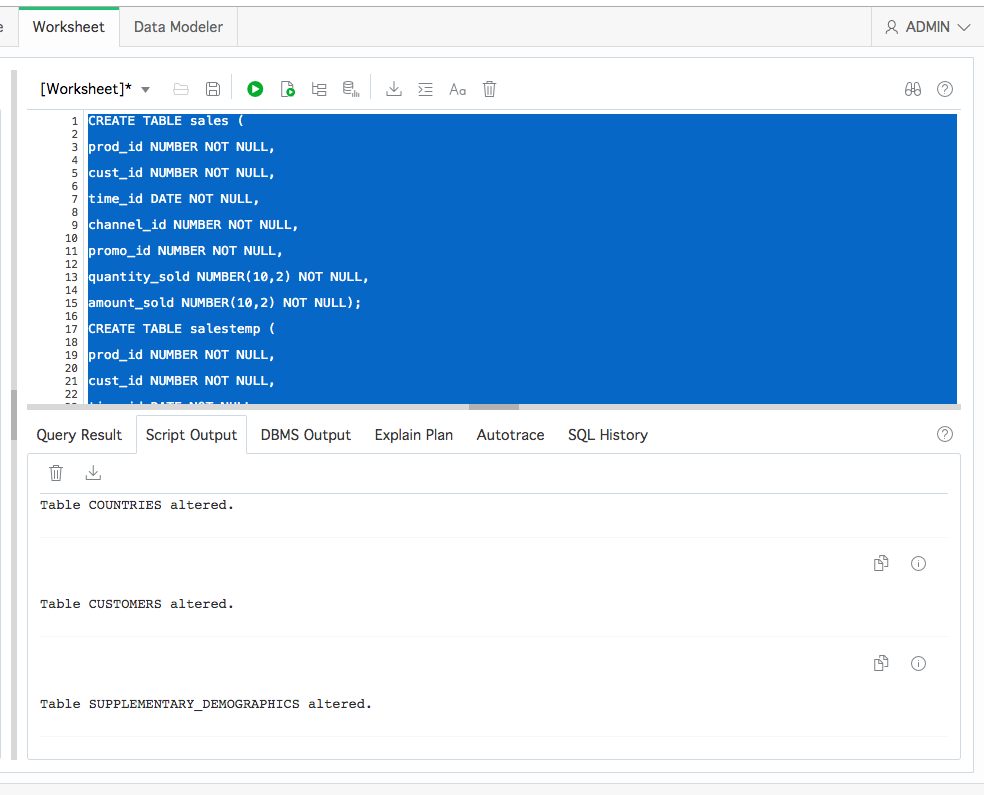 e Worksheet Data Modeler ADMIN
[Worksheet]* Aa
1 CREATE TABLE sales (
2
3 prod_id NUMBER NOT NULL,
4
5 cust_id NUMBER NOT NULL,
6
7 time_id DATE NOT NULL,
8
9 channel_id NUMBER NOT NULL,
10
11 promo_id NUMBER NOT NULL,
12
13 quantity_sold NUMBER(10,2) NOT NULL,
14
15 amount_sold NUMBER(10,2) NOT NULL);
16
17 CREATE TABLE salestemp (
18
19 prod_id NUMBER NOT NULL,
20
21 cust_id NUMBER NOT NULL,
22
Query Result Script Output DBMS Output Explain Plan Autotrace SQL History
Table COUNTRIES altered.
Table CUSTOMERS altered.
Table SUPPLEMENTARY_DEMOGRAPHICS altered.